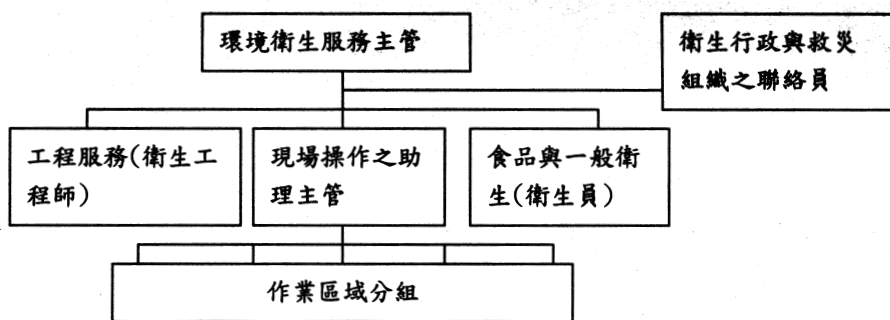 環境衛生服務主管
衛生行政與救災
組織之聯絡員
工程服務(衛生工
程師)
現場操作之助
理主管
食品與一般衛
生(衛生員)
作業區域分組